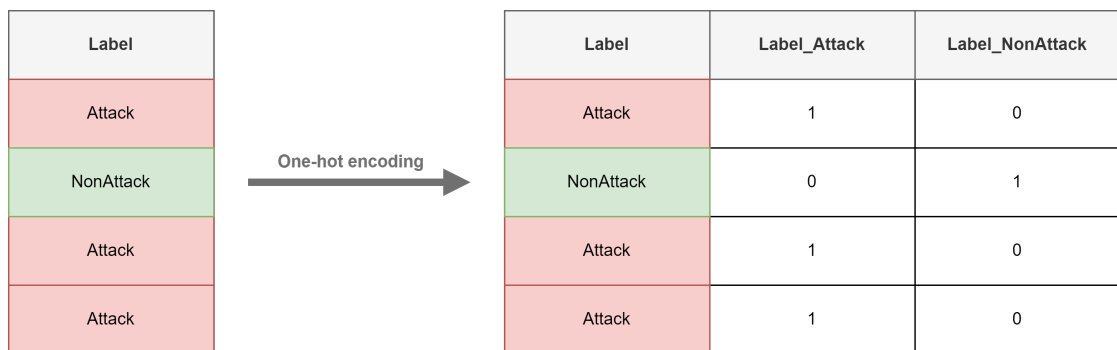 Label
Attack
NonAttack
Attack
Attack
One-hot encoding
Label Label_Attack Label_NonAttack
Attack 1 0
NonAttack 0 1
Attack 1 0
Attack 1 0